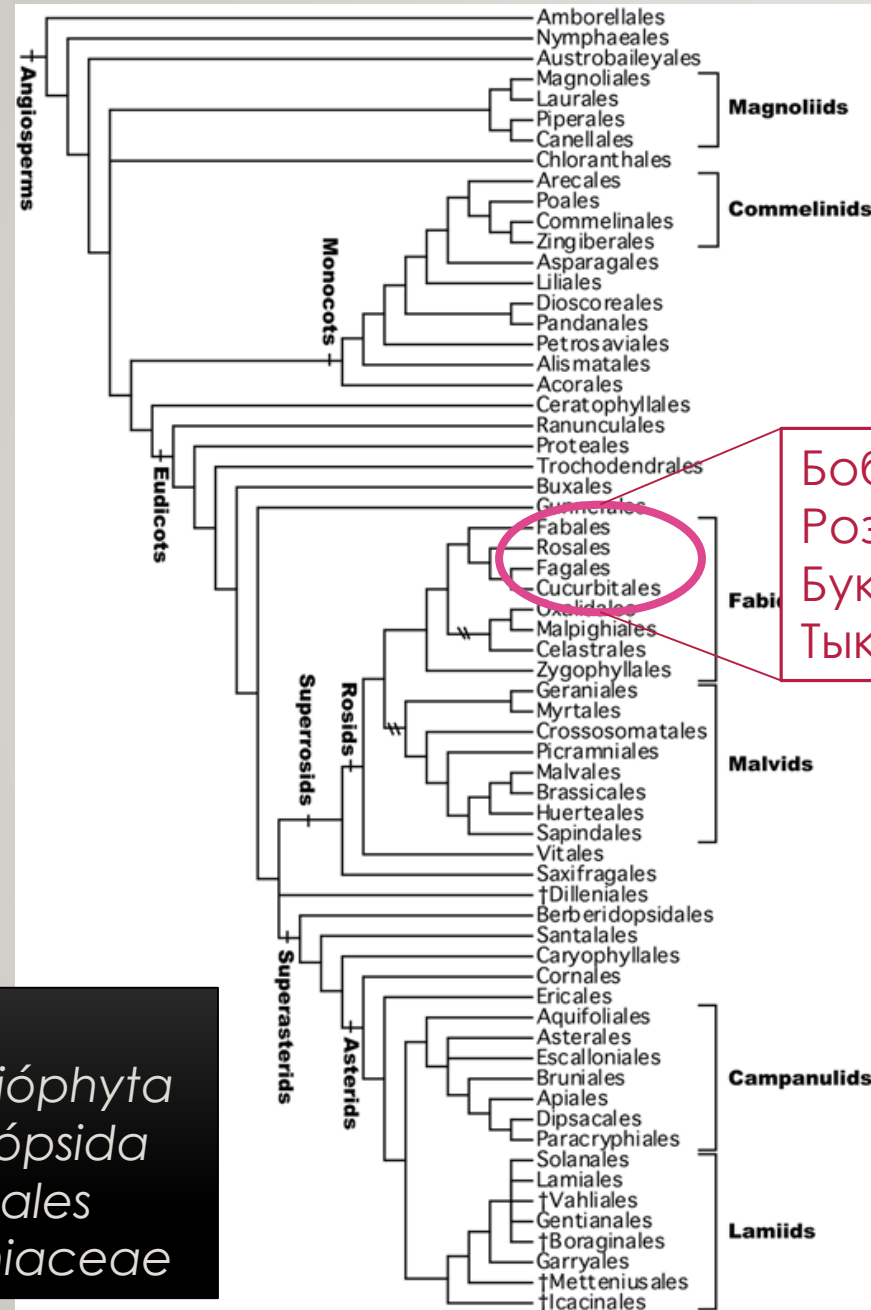 Amborellales
Nymphaeales
Austrobaileyales
Magnoliales
Laurales
Piperales
Canellales
Magnoliids
Chloranthales
Arecales
Poales
Commelinales
Zingiberales
Commelinids
Asparagales
Liliales
Dioscoreales
Pandanales
Petrosaviales
Alismatales
Acorales
Ceratophyllales
Ranunculales
Proteales
Trochodendrales
Buxales
Gunnerales
Fabales
Rosales
Fagales
Cucurbitales
Oxalidales
Malpighiales
Celastrales
Zygophyllales
Geraniales
Myrtales
Crossosomatales
Picramniales
Malvales
Brassicales
Huerteales
Sapindales
Malvids
Vitales
Saxifragales
†Dilleniales
Berberidopsidales
Santalales
Caryophyllales
Cornales
Ericales
Aquifoliales
Asterales
Escalloniales
Bruniales
Apiales
Dipsacales
Paracryphiales
Campanulids
Solanales
Lamiales
†Vahliales
Gentianales
†Boraginales
Garryales
†Metteniusales
†Icacinales
Lamiids
Angiosperms
Monocots
Eudicots
Superrosids
Rosids
Superasterids
Asterids